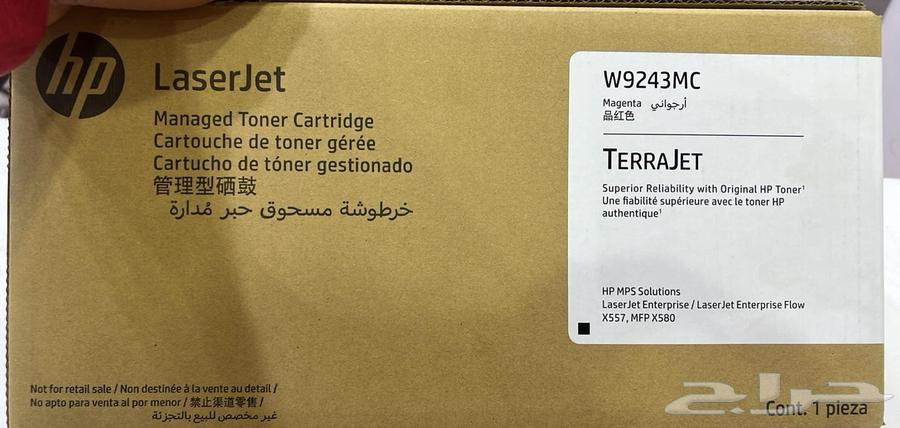 hp
LaserJet
Managed Toner Cartridge
Cartouche de toner gérée
Cartucho de tóner gestionado
管理型硒鼓
خرطوشة مسحوق حبر مُدارة
W9243MC
Magenta أرجواني
品红色
TERRAJET
Superior Reliability with Original HP Toner¹
Une fiabilité supérieure avec le toner HP
authentique¹
HP MPS Solutions
LaserJet Enterprise / LaserJet Enterprise Flow
X557, MFP X580
Not for retail sale / Non destinée à la vente au detail /
No apto para venta al por menor / 禁止渠道零售 /
غير مخصص للبيع بالتجزئة
Cont. 1 pieza
حراج